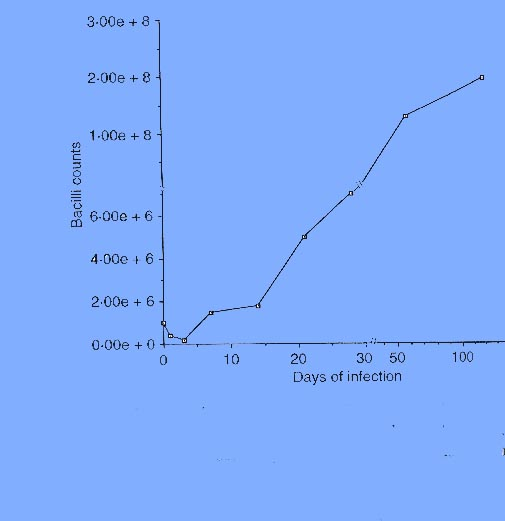 3·00e + 8
2·00e + 8
1·00e + 8
6·00e + 6
4·00e + 6
2·00e + 6
0·00e + 0
Bacilli counts
0 10 20 30 50 100
Days of infection